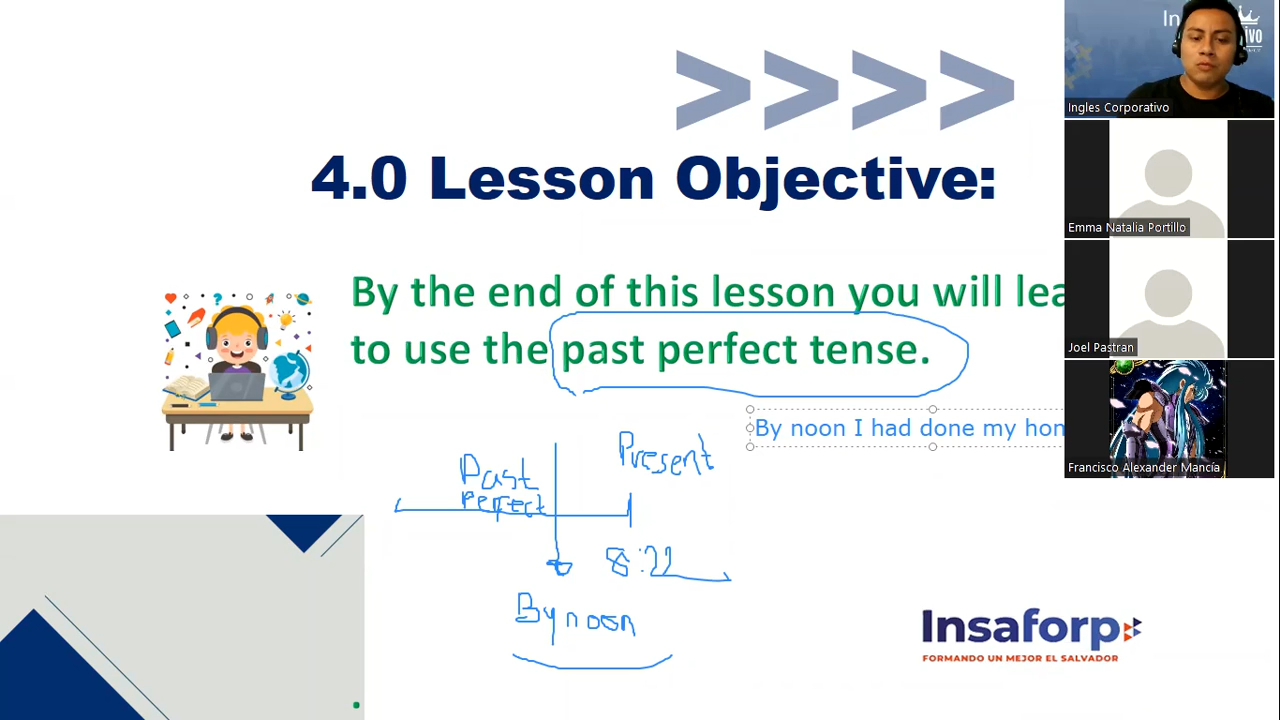 4.0 Lesson Objective:
By the end of this lesson you will lea
to use the past perfect tense.
By noon I had done my hom
Past
Perfect
Present
8:22
By noon
Insaforp
FORMANDO UN MEJOR EL SALVADOR
Ingles Corporativo
Emma Natalia Portillo
Joel Pastran
Francisco Alexander Mancía